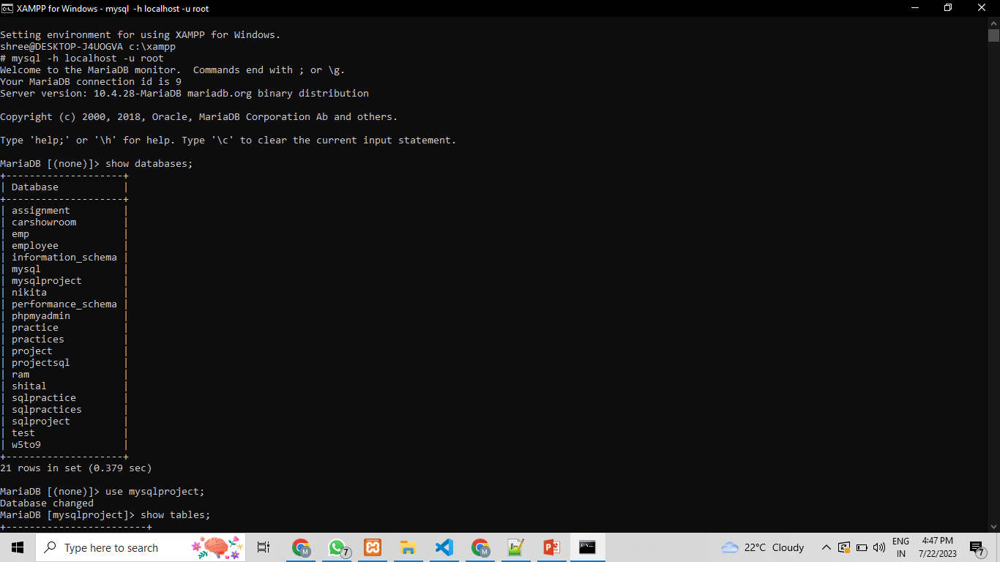 XAMPP for Windows - mysql -h localhost -u root
Setting environment for using XAMPP for Windows.
shree@DESKTOP-J4UOGVA c:\xampp
# mysql -h localhost -u root
Welcome to the MariaDB monitor.  Commands end with ; or \g.
Your MariaDB connection id is 9
Server version: 10.4.28-MariaDB mariadb.org binary distribution
Copyright (c) 2000, 2018, Oracle, MariaDB Corporation Ab and others.
Type 'help;' or '\h' for help. Type '\c' to clear the current input statement.
MariaDB [(none)]> show databases;
+--------------------+
| Database           |
+--------------------+
| assignment         |
| carshowroom        |
| emp                |
| employee           |
| information_schema |
| mysql              |
| mysqlproject       |
| nikita             |
| performance_schema |
| phpmyadmin         |
| practice           |
| practices          |
| project            |
| projectsql         |
| ram                |
| shital             |
| sqlpractice        |
| sqlpractices       |
| sqlproject         |
| test               |
| w5to9              |
+--------------------+
21 rows in set (0.379 sec)
MariaDB [(none)]> use mysqlproject;
Database changed
MariaDB [mysqlproject]> show tables;
+------------------------+
Type here to search
M
7
M
22°C Cloudy
ENG
IN
4:47 PM
7/22/2023
7